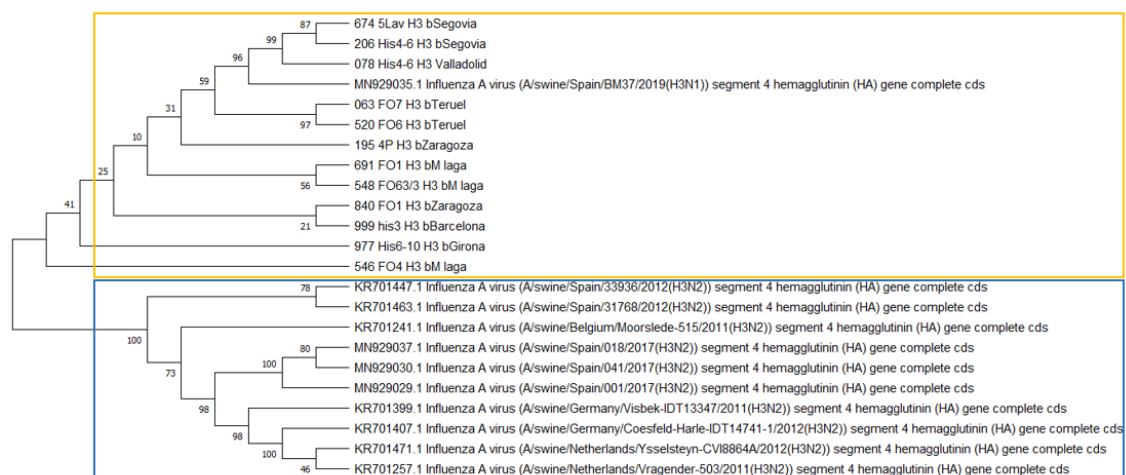 87
674 5Lav H3 bSegovia
99
206 His4-6 H3 bSegovia
96
078 His4-6 H3 Valladolid
59
MN929035.1 Influenza A virus (A/swine/Spain/BM37/2019(H3N1)) segment 4 hemagglutinin (HA) gene complete cds
31
063 FO7 H3 bTeruel
97
520 FO6 H3 bTeruel
10
195 4P H3 bZaragoza
25
691 FO1 H3 bM laga
56
548 FO63/3 H3 bM laga
41
840 FO1 H3 bZaragoza
21
999 his3 H3 bBarcelona
977 His6-10 H3 bGirona
546 FO4 H3 bM laga
78
KR701447.1 Influenza A virus (A/swine/Spain/33936/2012(H3N2)) segment 4 hemagglutinin (HA) gene complete cds
KR701463.1 Influenza A virus (A/swine/Spain/31768/2012(H3N2)) segment 4 hemagglutinin (HA) gene complete cds
100
KR701241.1 Influenza A virus (A/swine/Belgium/Moorslede-515/2011(H3N2)) segment 4 hemagglutinin (HA) gene complete cds
80
MN929037.1 Influenza A virus (A/swine/Spain/018/2017(H3N2)) segment 4 hemagglutinin (HA) gene complete cds
100
MN929030.1 Influenza A virus (A/swine/Spain/041/2017(H3N2)) segment 4 hemagglutinin (HA) gene complete cds
73
MN929029.1 Influenza A virus (A/swine/Spain/001/2017(H3N2)) segment 4 hemagglutinin (HA) gene complete cds
98
KR701399.1 Influenza A virus (A/swine/Germany/Visbek-IDT13347/2011(H3N2)) segment 4 hemagglutinin (HA) gene complete cds
98
KR701407.1 Influenza A virus (A/swine/Germany/Coesfeld-Harle-IDT14741-1/2012(H3N2)) segment 4 hemagglutinin (HA) gene complete cds
100
KR701471.1 Influenza A virus (A/swine/Netherlands/Ysselsteyn-CVI8864A/2012(H3N2)) segment 4 hemagglutinin (HA) gene complete cds
46
KR701257.1 Influenza A virus (A/swine/Netherlands/Vragender-503/2011(H3N2)) segment 4 hemagglutinin (HA) gene complete cds